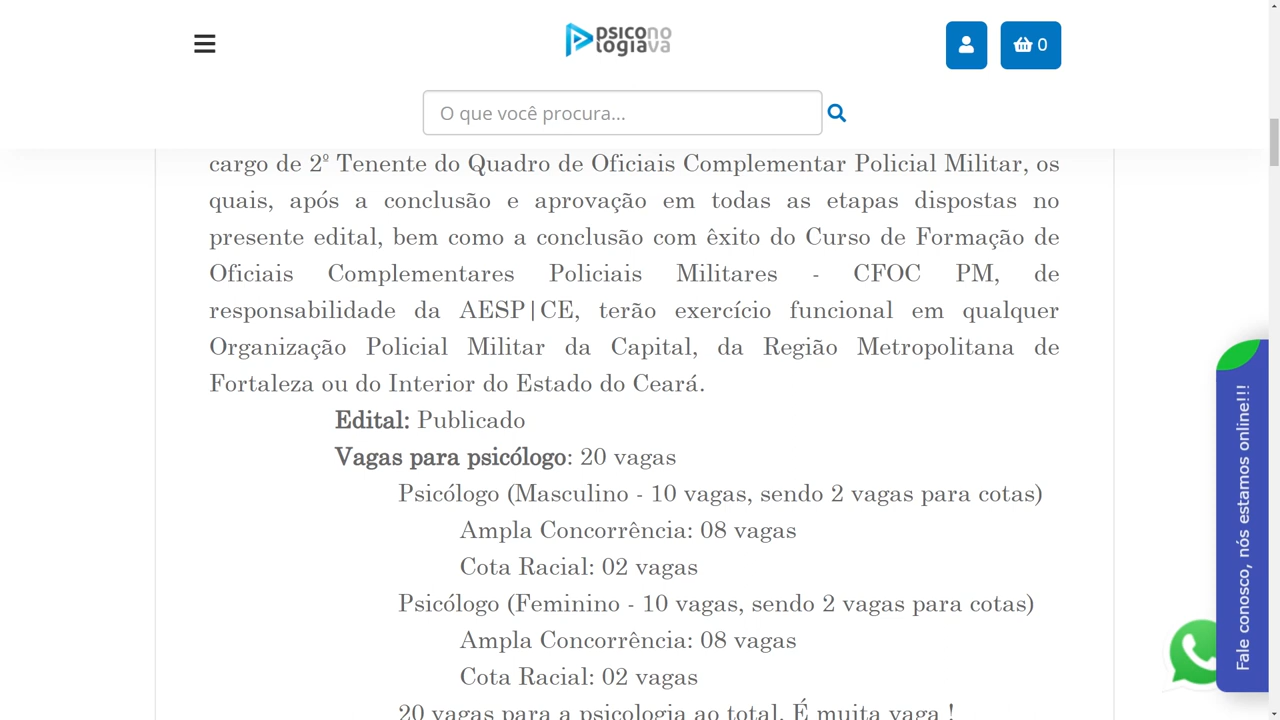 psicono
logiava
0
O que você procura...
cargo de 2º Tenente do Quadro de Oficiais Complementar Policial Militar, os
quais, após a conclusão e aprovação em todas as etapas dispostas no
presente edital, bem como a conclusão com êxito do Curso de Formação de
Oficiais Complementares Policiais Militares - CFOC PM, de
responsabilidade da AESP|CE, terão exercício funcional em qualquer
Organização Policial Militar da Capital, da Região Metropolitana de
Fortaleza ou do Interior do Estado do Ceará.
Edital: Publicado
Vagas para psicólogo: 20 vagas
Psicólogo (Masculino - 10 vagas, sendo 2 vagas para cotas)
Ampla Concorrência: 08 vagas
Cota Racial: 02 vagas
Psicólogo (Feminino - 10 vagas, sendo 2 vagas para cotas)
Ampla Concorrência: 08 vagas
Cota Racial: 02 vagas
20 vagas para a psicologia ao total. É muita vaga !
Fale conosco, nós estamos online!!!